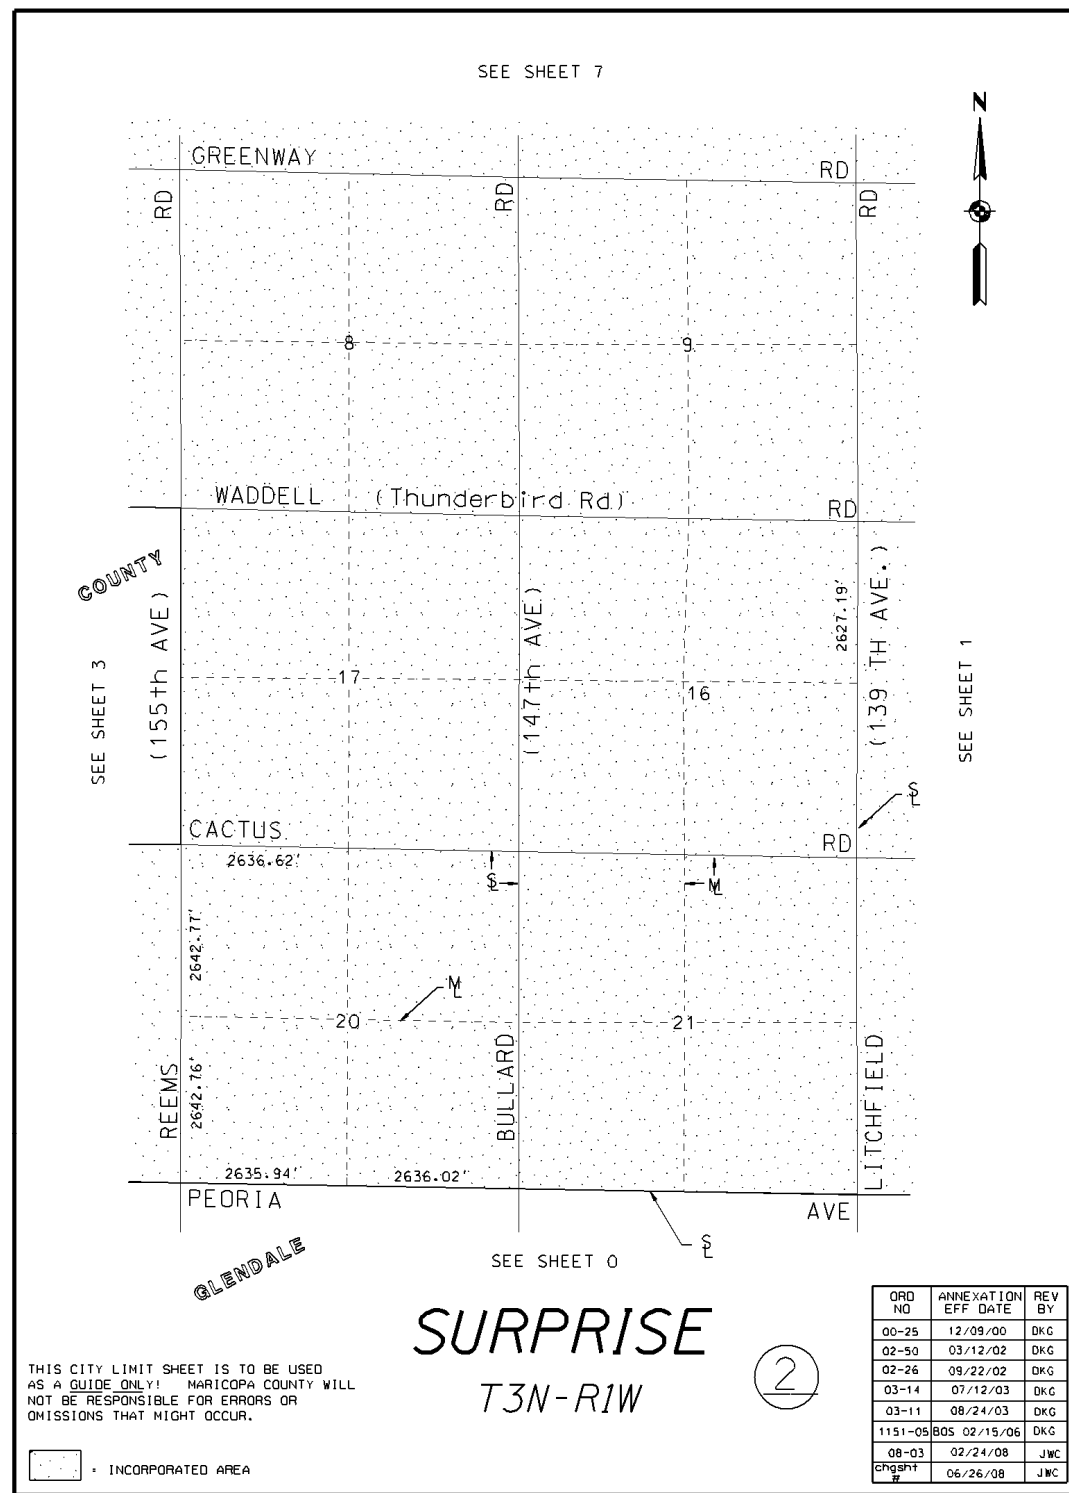 SEE SHEET 7
N
GREENWAY RD
RD RD RD
8 9
WADDELL (Thunderbird Rd.) RD
COUNTY
(155th AVE)
(147th AVE.)
2627.19'
(139 TH AVE.)
SEE SHEET 3
SEE SHEET 1
17 16
SL
CACTUS RD
2636.62'
SL ML
2642.77'
ML
20 21
REEMS
2642.76'
BULLARD
LITCHFIELD
2635.94' 2636.02'
PEORIA AVE
SL
GLENDALE
SEE SHEET 0
SURPRISE
T3N-R1W
2
THIS CITY LIMIT SHEET IS TO BE USED
AS A GUIDE ONLY! MARICOPA COUNTY WILL
NOT BE RESPONSIBLE FOR ERRORS OR
OMISSIONS THAT MIGHT OCCUR.
= INCORPORATED AREA
ORD NO ANNEXATION EFF DATE REV BY
00-25 12/09/00 DKG
02-50 03/12/02 DKG
02-26 09/22/02 DKG
03-14 07/12/03 DKG
03-11 08/24/03 DKG
1151-05 BOS 02/15/06 DKG
08-03 02/24/08 JWC
chgsht # 06/26/08 JWC